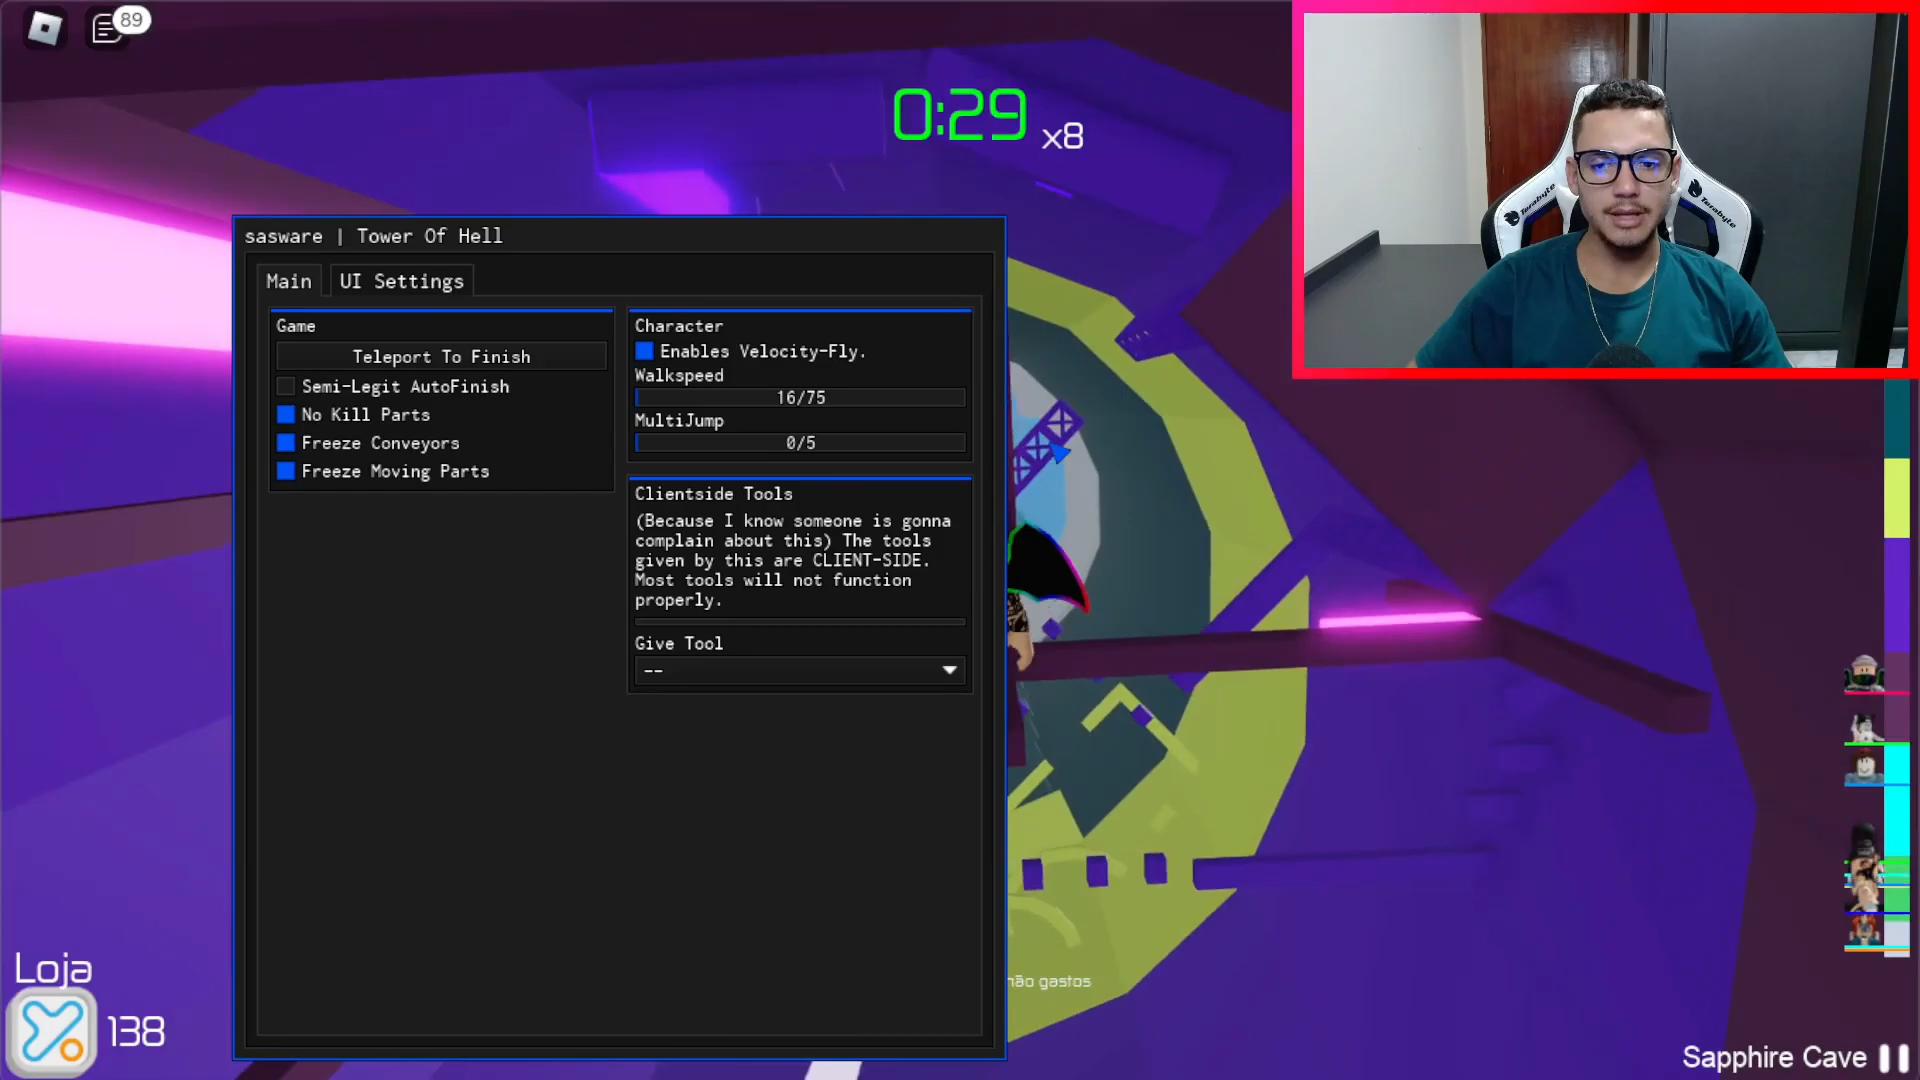 89
0:29
x8
sasware | Tower Of Hell
Main
UI Settings
Game
Teleport To Finish
Semi-Legit AutoFinish
No Kill Parts
Freeze Conveyors
Freeze Moving Parts
Character
Enables Velocity-Fly.
Walkspeed
16/75
MultiJump
0/5
Clientside Tools
(Because I know someone is gonna
complain about this) The tools
given by this are CLIENT-SIDE.
Most tools will not function
properly.
Give Tool
--
Terabyte
Terabyte
não gastos
Loja
138
Sapphire Cave